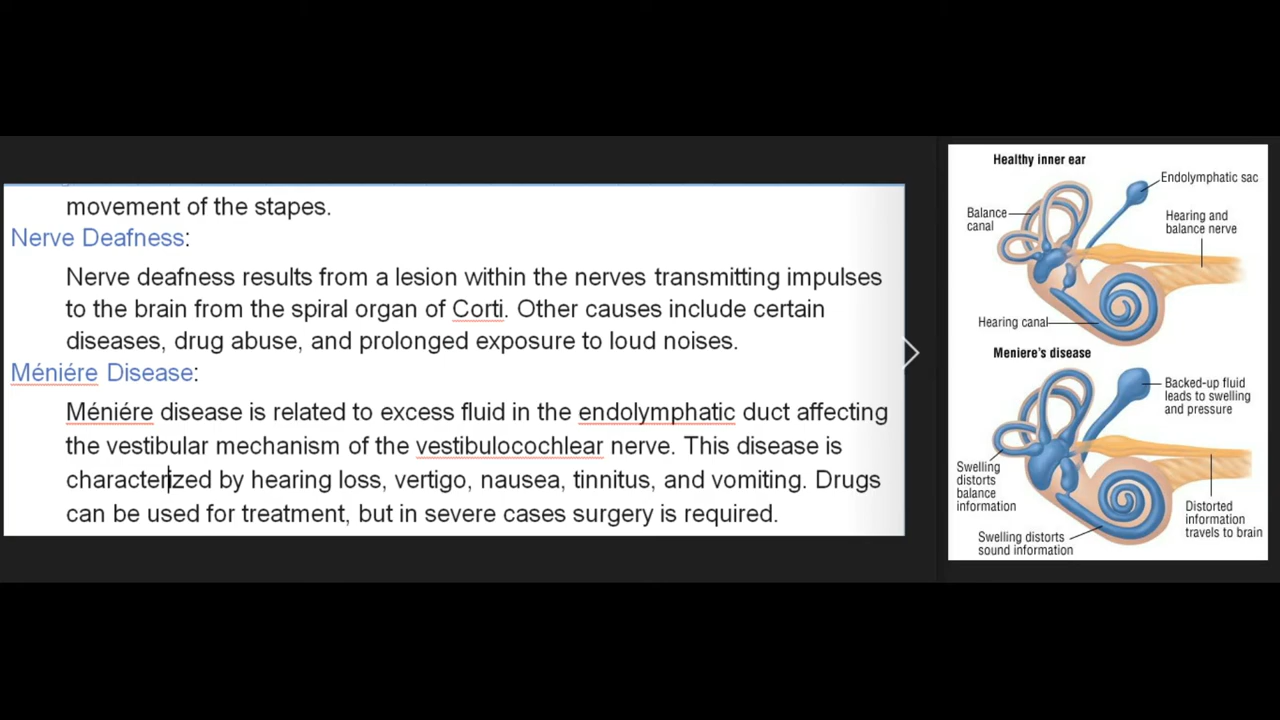 movement of the stapes.
Nerve Deafness:
Nerve deafness results from a lesion within the nerves transmitting impulses
to the brain from the spiral organ of Corti. Other causes include certain
diseases, drug abuse, and prolonged exposure to loud noises.
Méniére Disease:
Méniére disease is related to excess fluid in the endolymphatic duct affecting
the vestibular mechanism of the vestibulocochlear nerve. This disease is
characterized by hearing loss, vertigo, nausea, tinnitus, and vomiting. Drugs
can be used for treatment, but in severe cases surgery is required.
Healthy inner ear
Endolymphatic sac
Balance
canal
Hearing and
balance nerve
Hearing canal
Meniere's disease
Backed-up fluid
leads to swelling
and pressure
Swelling
distorts
balance
information
Distorted
information
travels to brain
Swelling distorts
sound information